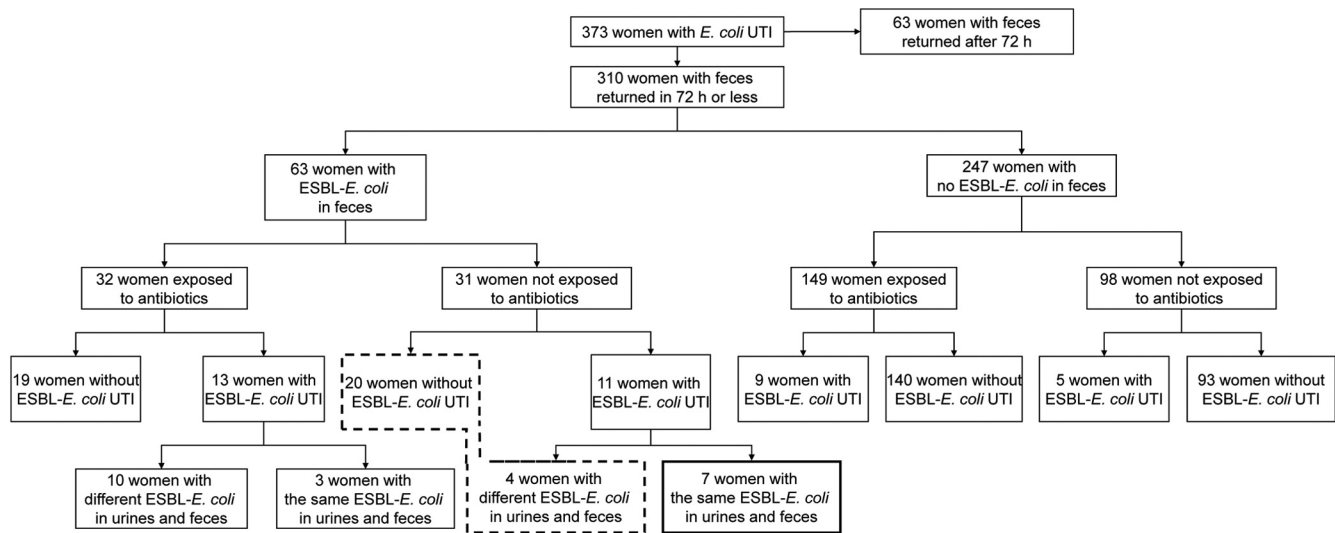 373 women with E. coli UTI
63 women with feces
returned after 72 h
310 women with feces
returned in 72 h or less
63 women with
ESBL-E. coli
in feces
247 women with
no ESBL-E. coli in feces
32 women exposed
to antibiotics
31 women not exposed
to antibiotics
149 women exposed
to antibiotics
98 women not exposed
to antibiotics
19 women without
ESBL-E. coli UTI
13 women with
ESBL-E. coli UTI
20 women without
ESBL-E. coli UTI
11 women with
ESBL-E. coli UTI
9 women with
ESBL-E. coli UTI
140 women without
ESBL-E. coli UTI
5 women with
ESBL-E. coli UTI
93 women without
ESBL-E. coli UTI
10 women with
different ESBL-E. coli
in urines and feces
3 women with
the same ESBL-E. coli
in urines and feces
4 women with
different ESBL-E. coli
in urines and feces
7 women with
the same ESBL-E. coli
in urines and feces